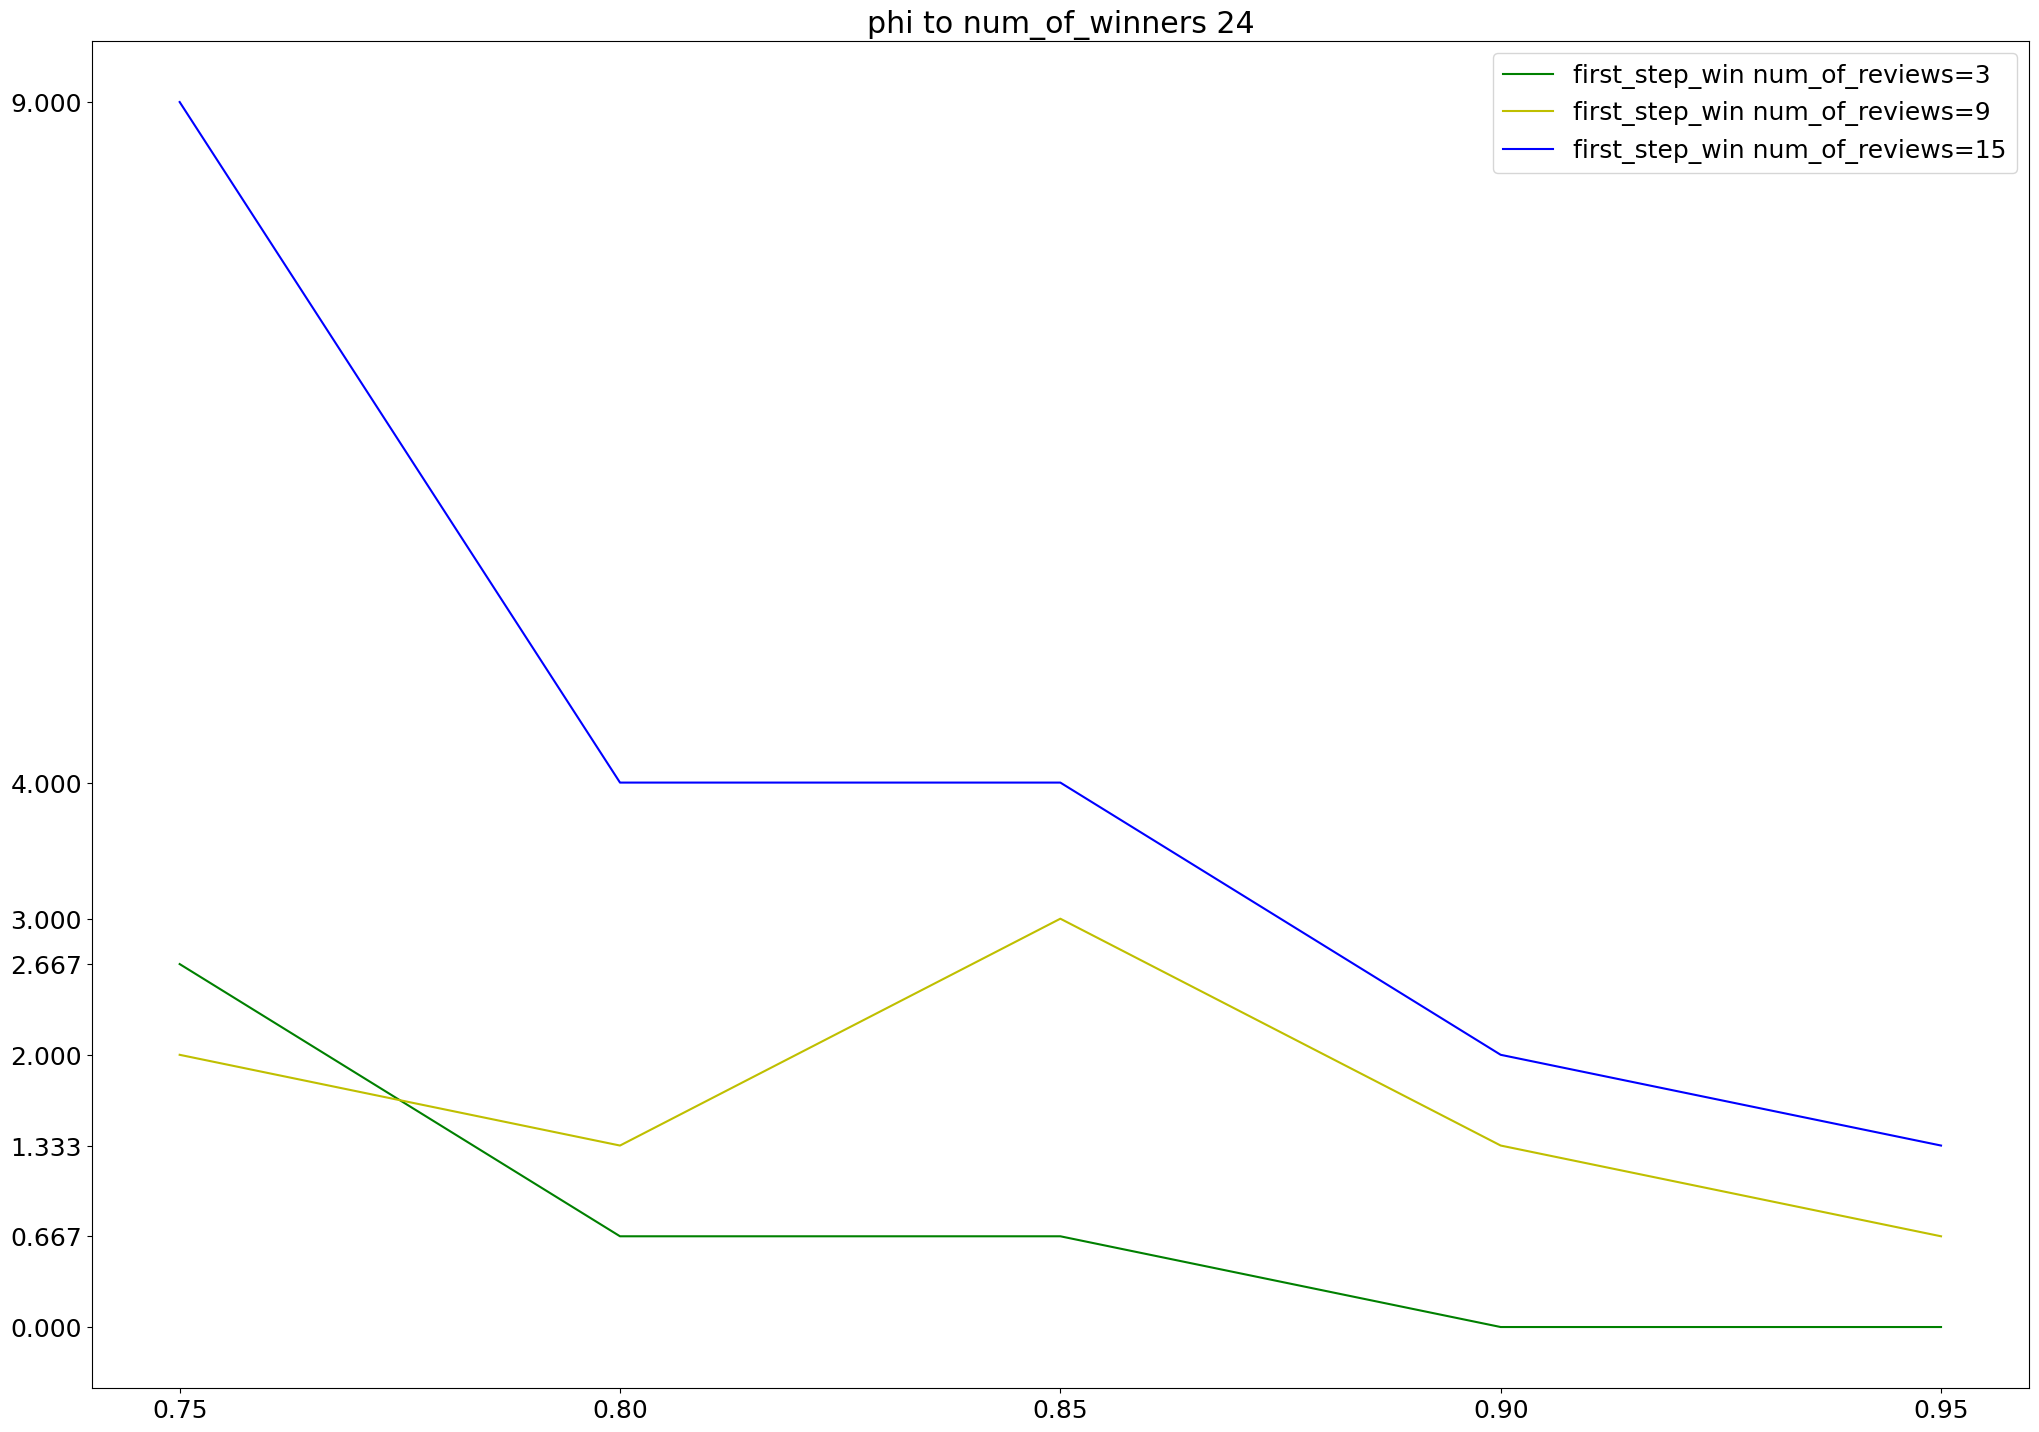 phi to num_of_winners 24
first_step_win num_of_reviews=3
first_step_win num_of_reviews=9
first_step_win num_of_reviews=15
9.000
4.000
3.000
2.667
2.000
1.333
0.667
0.000
0.75 0.80 0.85 0.90 0.95